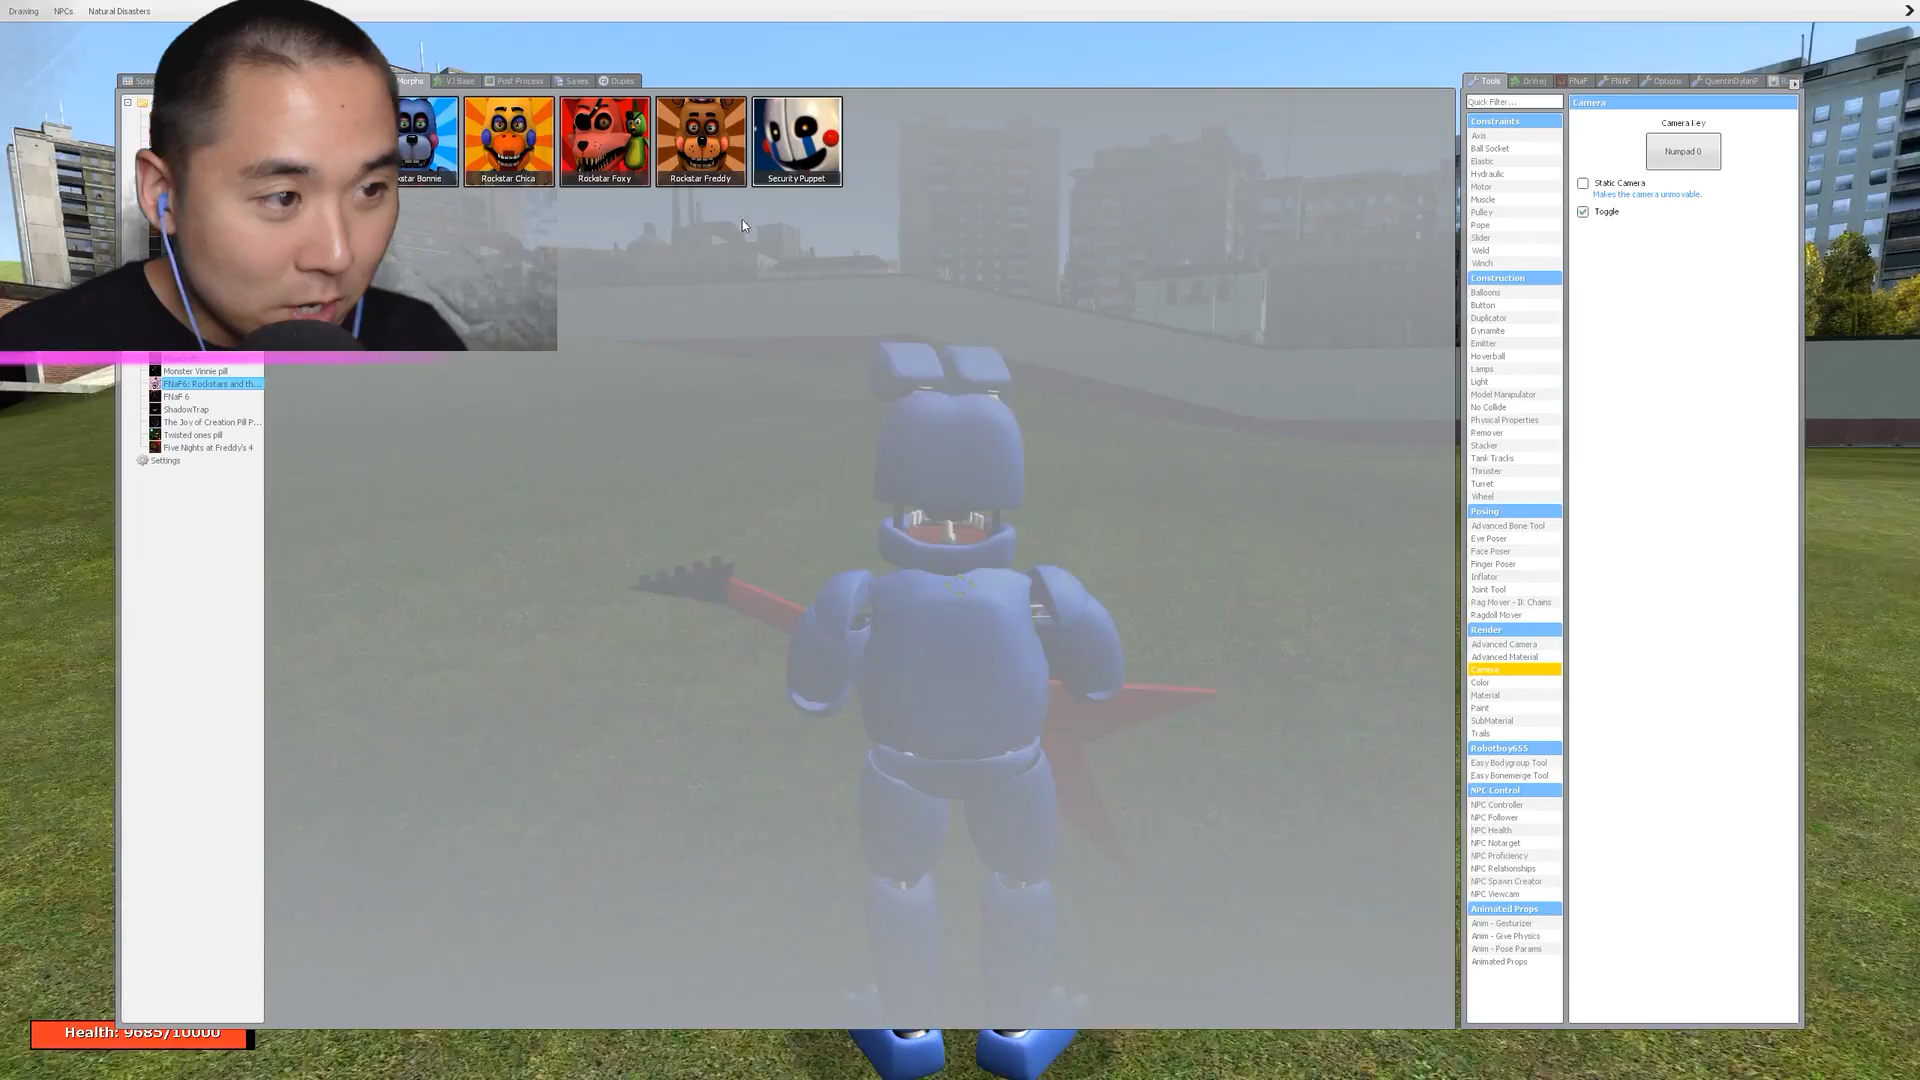 Drawing NPCs Natural Disasters
Spaw
Morphs VJ Base Post Process Saves Dupes
Tools DrVrej FNaF FNAF Options QuentinDylanP
Quick Filter...
Camera
Constraints
Camera Key
Axis
Ball Socket
Numpad 0
Elastic
Hydraulic
star Bonnie Rockstar Chica Rockstar Foxy Rockstar Freddy Security Puppet
Motor
Static Camera
Makes the camera unmovable.
Muscle
Pulley
Toggle
Rope
Slider
Weld
Winch
Construction
Balloons
Button
Duplicator
Dynamite
Emitter
Hoverball
Lamps
Light
Model Manipulator
No Collide
Physical Properties
Remover
Stacker
Tank Tracks
Thruster
Turret
Wheel
Minecraft
Monster Vinnie pill
FNaF6: Rockstars and th...
FNaF 6
ShadowTrap
The Joy of Creation Pill P...
Twisted ones pill
Five Nights at Freddy's 4
Settings
Posing
Advanced Bone Tool
Eye Poser
Face Poser
Finger Poser
Inflator
Joint Tool
Rag Mover - IK Chains
Ragdoll Mover
Render
Advanced Camera
Advanced Material
Camera
Color
Material
Paint
SubMaterial
Trails
Robotboy655
Easy Bodygroup Tool
Easy Bonemerge Tool
NPC Control
NPC Controller
NPC Follower
NPC Health
NPC Notarget
NPC Proficiency
NPC Relationships
NPC Spawn Creator
NPC Viewcam
Animated Props
Anim - Gesturizer
Anim - Give Physics
Anim - Pose Params
Animated Props
Health: 9685/10000